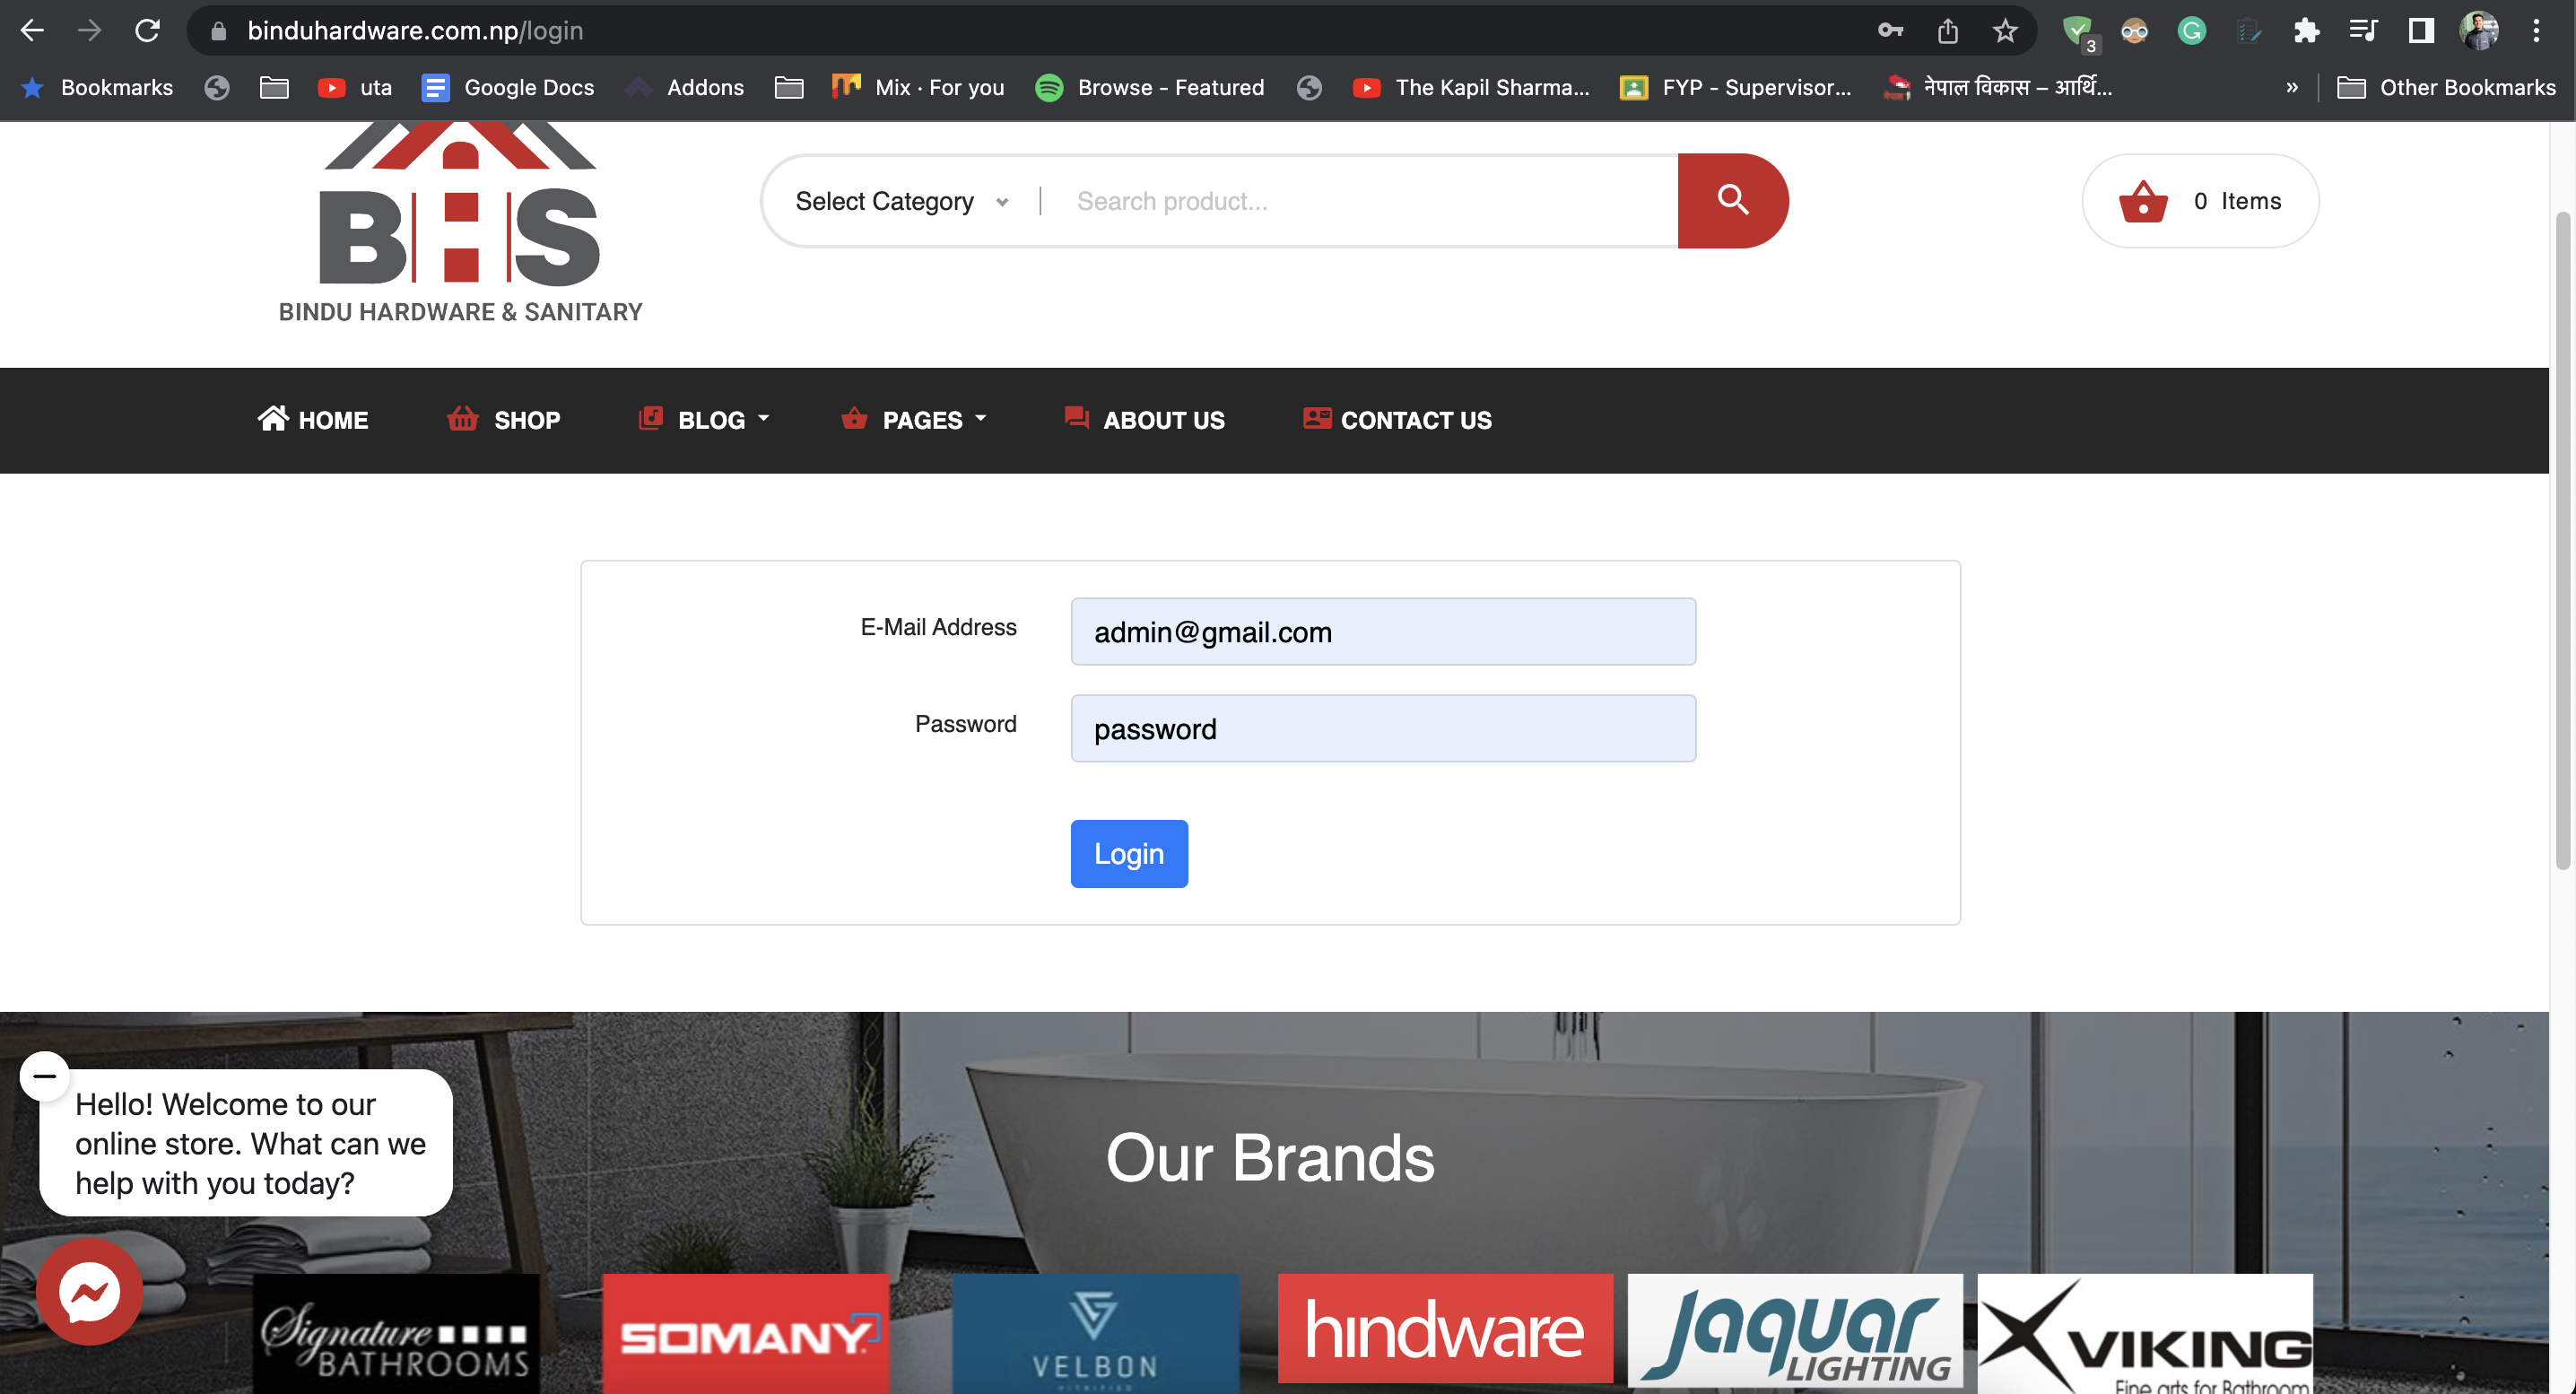 binduhardware.com.np/login
3
Bookmarks uta Google Docs Addons Mix · For you Browse - Featured The Kapil Sharma... FYP - Supervisor... नेपाल विकास – आर्थि... » Other Bookmarks
BHS
BINDU HARDWARE & SANITARY
Select Category Search product...
0 Items
HOME SHOP BLOG PAGES ABOUT US CONTACT US
E-Mail Address admin@gmail.com
Password password
Login
Hello! Welcome to our
online store. What can we
help with you today?
Our Brands
Signature
BATHROOMS
SOMANY
VELBON
hindware
Jaquar
LIGHTING
VIKING
Fine arts for Bathroom